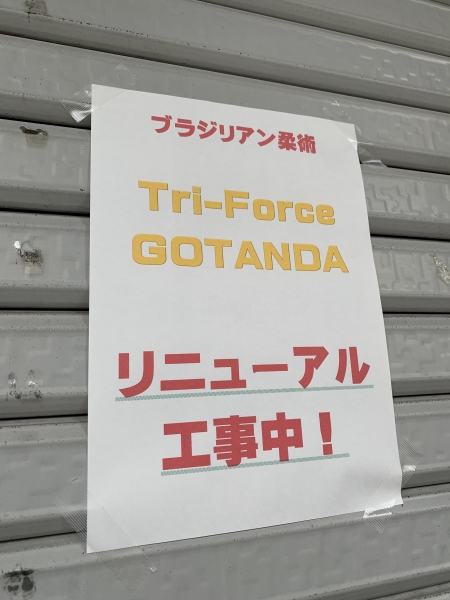 ブラジリアン柔術
Tri-Force
GOTANDA
リニューアル
工事中！